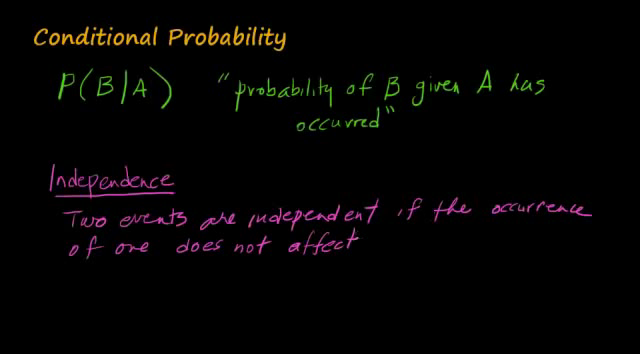 Conditional Probability
P(B/A) "probability of B given A has
occurred"
Independence
Two events are independent if the occurrence
of one does not affect